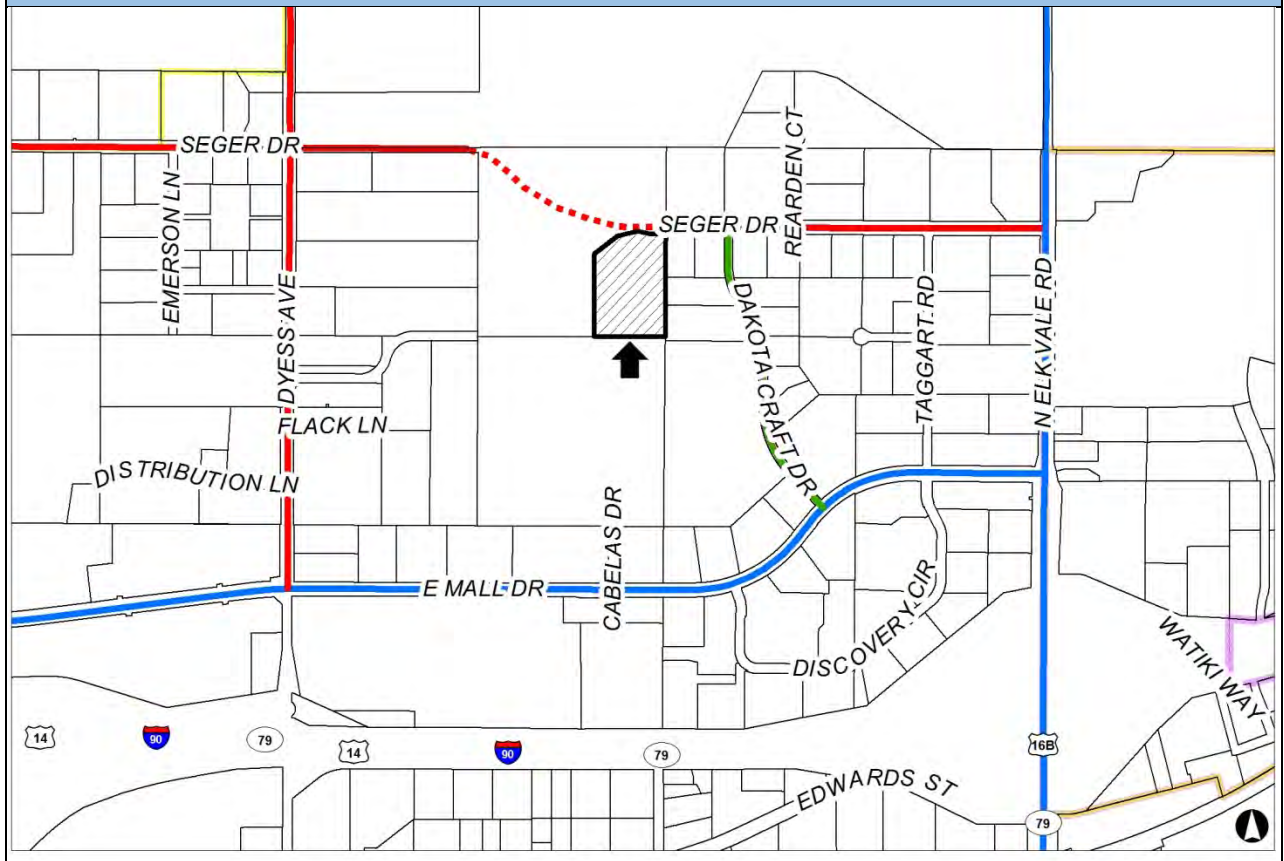 SEGER DR
REARDEN CT
EMERSON LN
SEGER DR
DYESS AVE
DAKOTA CRAFT DR
TAGGART RD
N ELK VALE RD
FLACK LN
DISTRIBUTION LN
CABELAS DR
E MALL DR
DISCOVERY CIR
WATIKI WAY
14
90
79
14
90
79
16B
EDWARDS ST
79